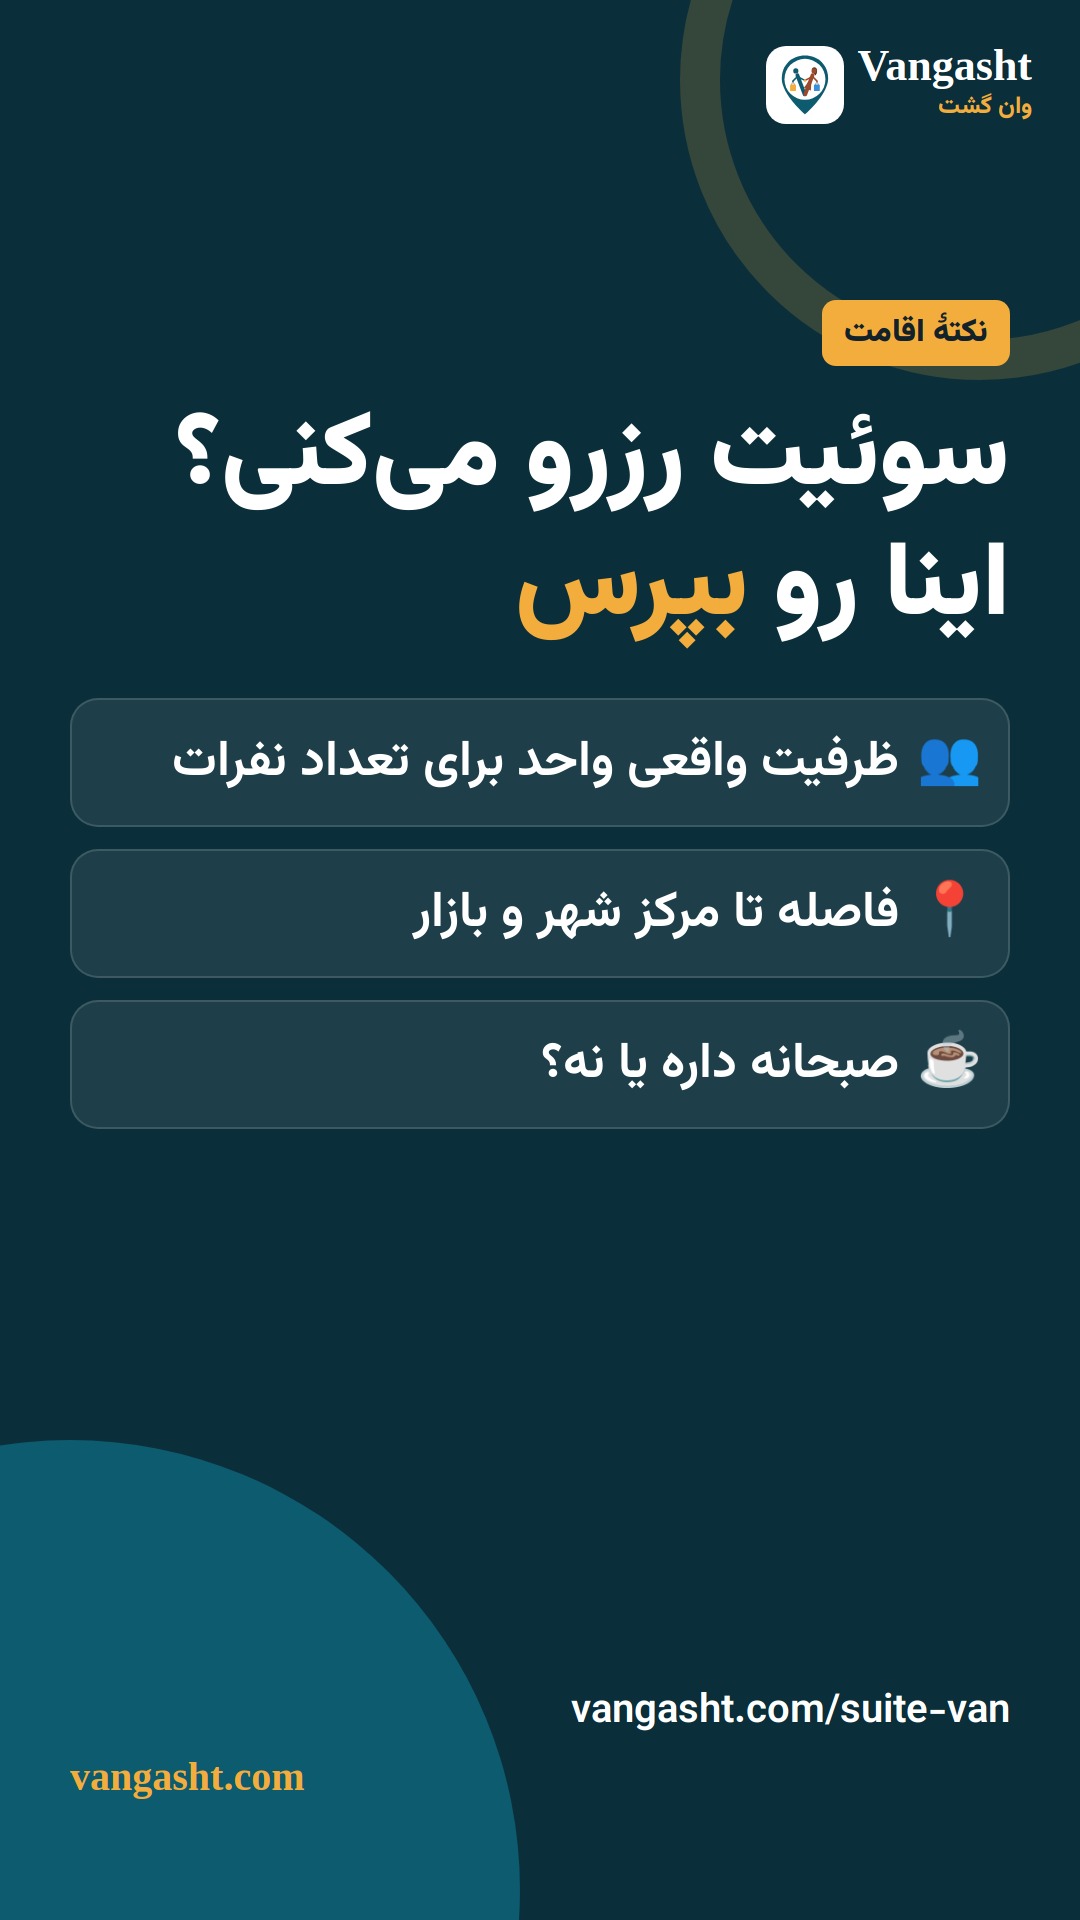 Vangasht
وان گشت
نکتهٔ اقامت
سوئیت رزرو می‌کنی؟
اینا رو بپرس
👥 ظرفیت واقعی واحد برای تعداد نفرات
📍 فاصله تا مرکز شهر و بازار
☕ صبحانه داره یا نه؟
vangasht.com/suite-van
vangasht.com